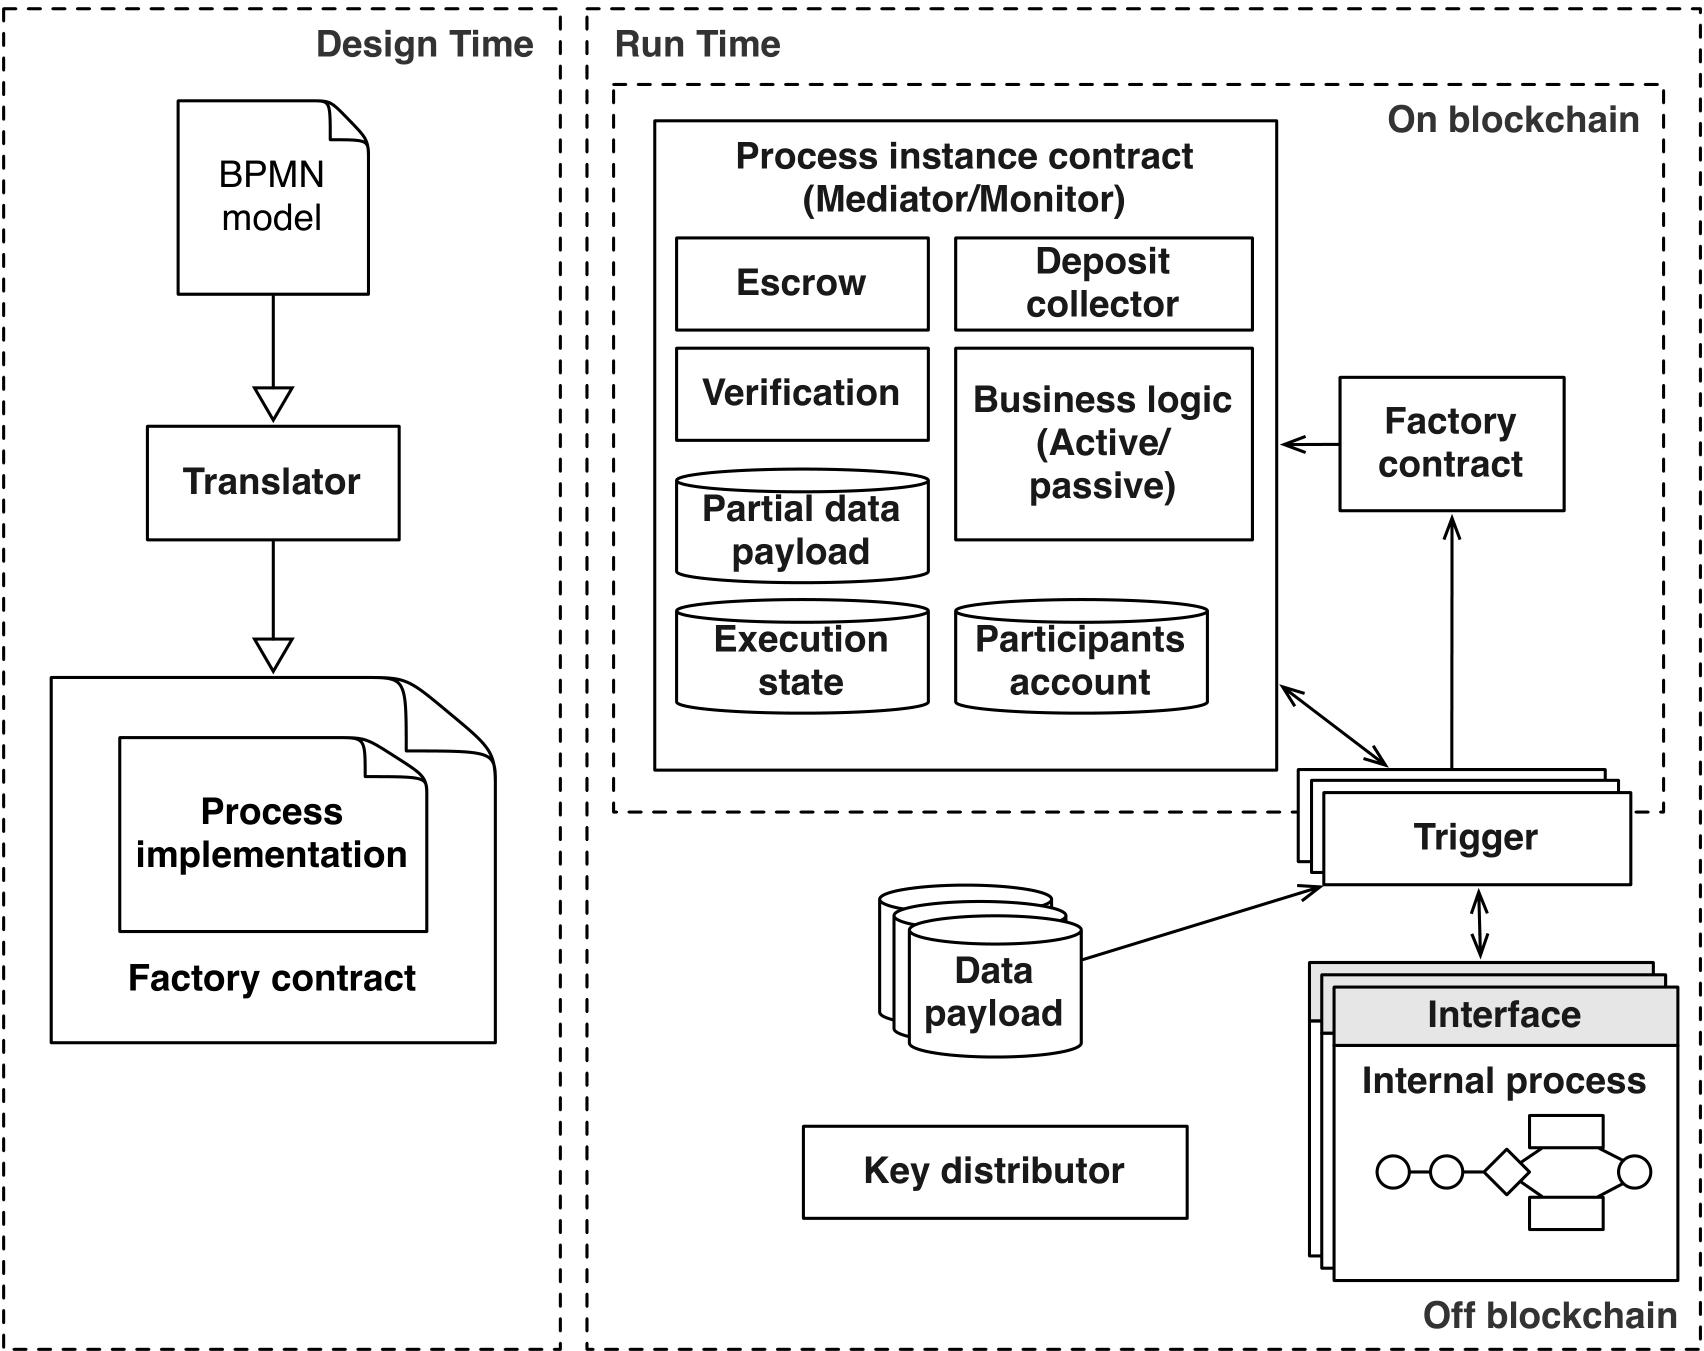 Design Time
BPMN
model
Translator
Process
implementation
Factory contract
Run Time
On blockchain
Process instance contract
(Mediator/Monitor)
Escrow
Deposit
collector
Verification
Business logic
(Active/
passive)
Partial data
payload
Execution
state
Participants
account
Factory
contract
Trigger
Data
payload
Interface
Internal process
Key distributor
Off blockchain